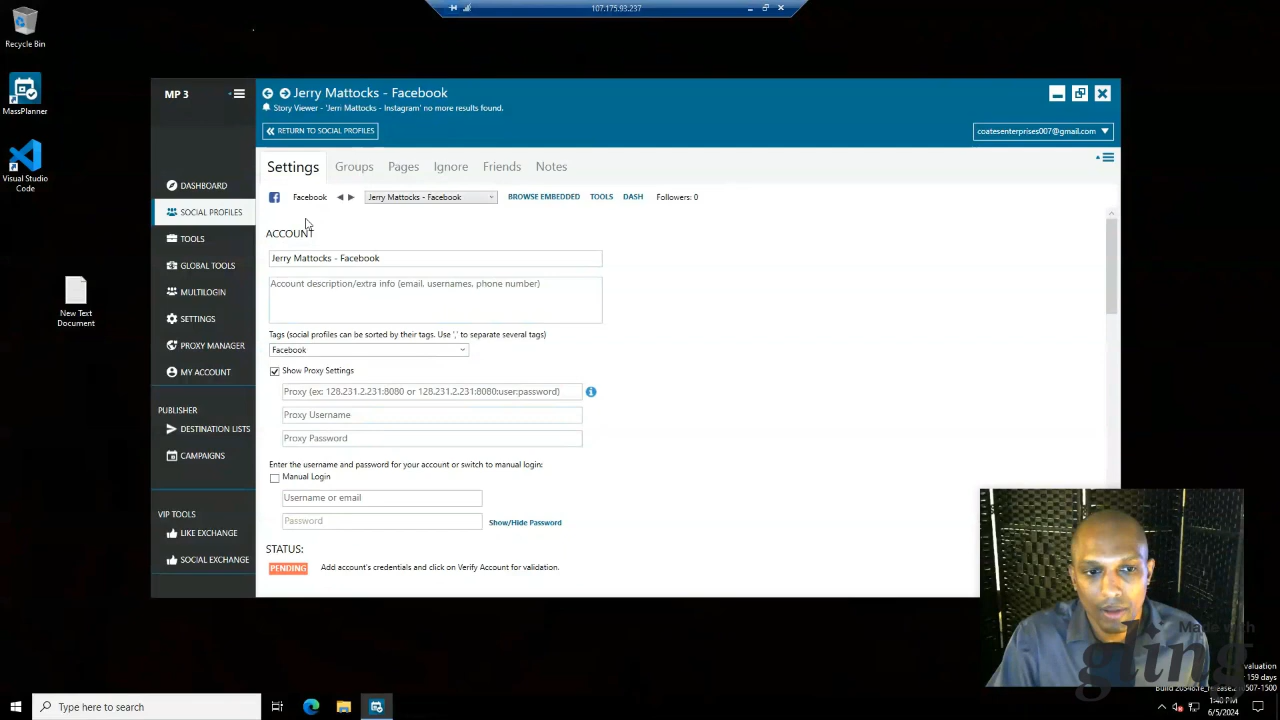 107.175.93.237
Recycle Bin
MassPlanner
Visual Studio
Code
New Text
Document
MP 3
Jerry Mattocks - Facebook
Story Viewer - 'Jerri Mattocks - Instagram' no more results found.
RETURN TO SOCIAL PROFILES
coatesenterprises007@gmail.com
DASHBOARD
SOCIAL PROFILES
TOOLS
GLOBAL TOOLS
MULTILOGIN
SETTINGS
PROXY MANAGER
MY ACCOUNT
PUBLISHER
DESTINATION LISTS
CAMPAIGNS
VIP TOOLS
LIKE EXCHANGE
SOCIAL EXCHANGE
Settings Groups Pages Ignore Friends Notes
Facebook Jerry Mattocks - Facebook BROWSE EMBEDDED TOOLS DASH Followers: 0
ACCOUNT
Jerry Mattocks - Facebook
Account description/extra info (email, usernames, phone number)
Tags (social profiles can be sorted by their tags. Use ',' to separate several tags)
Facebook
Show Proxy Settings
Proxy (ex: 128.231.2.231:8080 or 128.231.2.231:8080:user:password)
Proxy Username
Proxy Password
Enter the username and password for your account or switch to manual login:
Manual Login
Username or email
Password Show/Hide Password
STATUS:
PENDING Add account's credentials and click on Verify Account for validation.
Made with
gling
159 days
Type here to search
6/5/2024